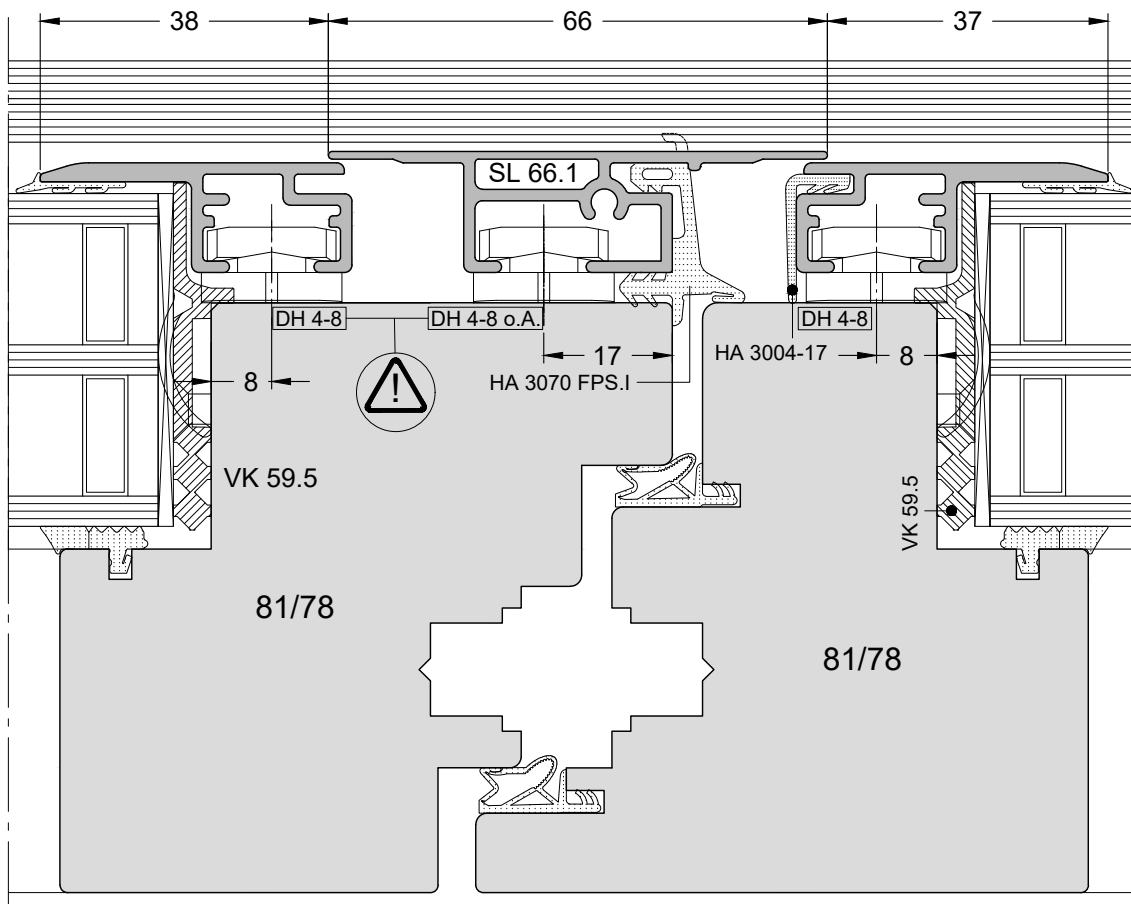 38
66
37
SL 66.1
DH 4-8
DH 4-8 o.A.
DH 4-8
17
HA 3004-17
8
8
HA 3070 FPS.I
!
VK 59.5
VK 59.5
81/78
81/78